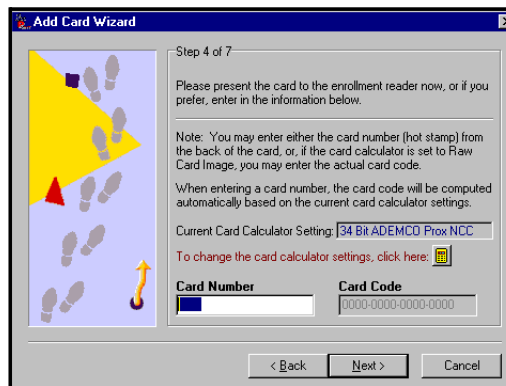 Add Card Wizard
Step 4 of 7
Please present the card to the enrollment reader now, or if you
prefer, enter in the information below.
Note: You may enter either the card number (hot stamp) from
the back of the card, or, if the card calculator is set to Raw
Card Image, you may enter the actual card code.
When entering a card number, the card code will be computed
automatically based on the current card calculator settings.
Current Card Calculator Setting: 34 Bit ADEMCO Prox NCC
To change the card calculator settings, click here:
Card Number Card Code
0000-0000-0000-0000
< Back Next > Cancel